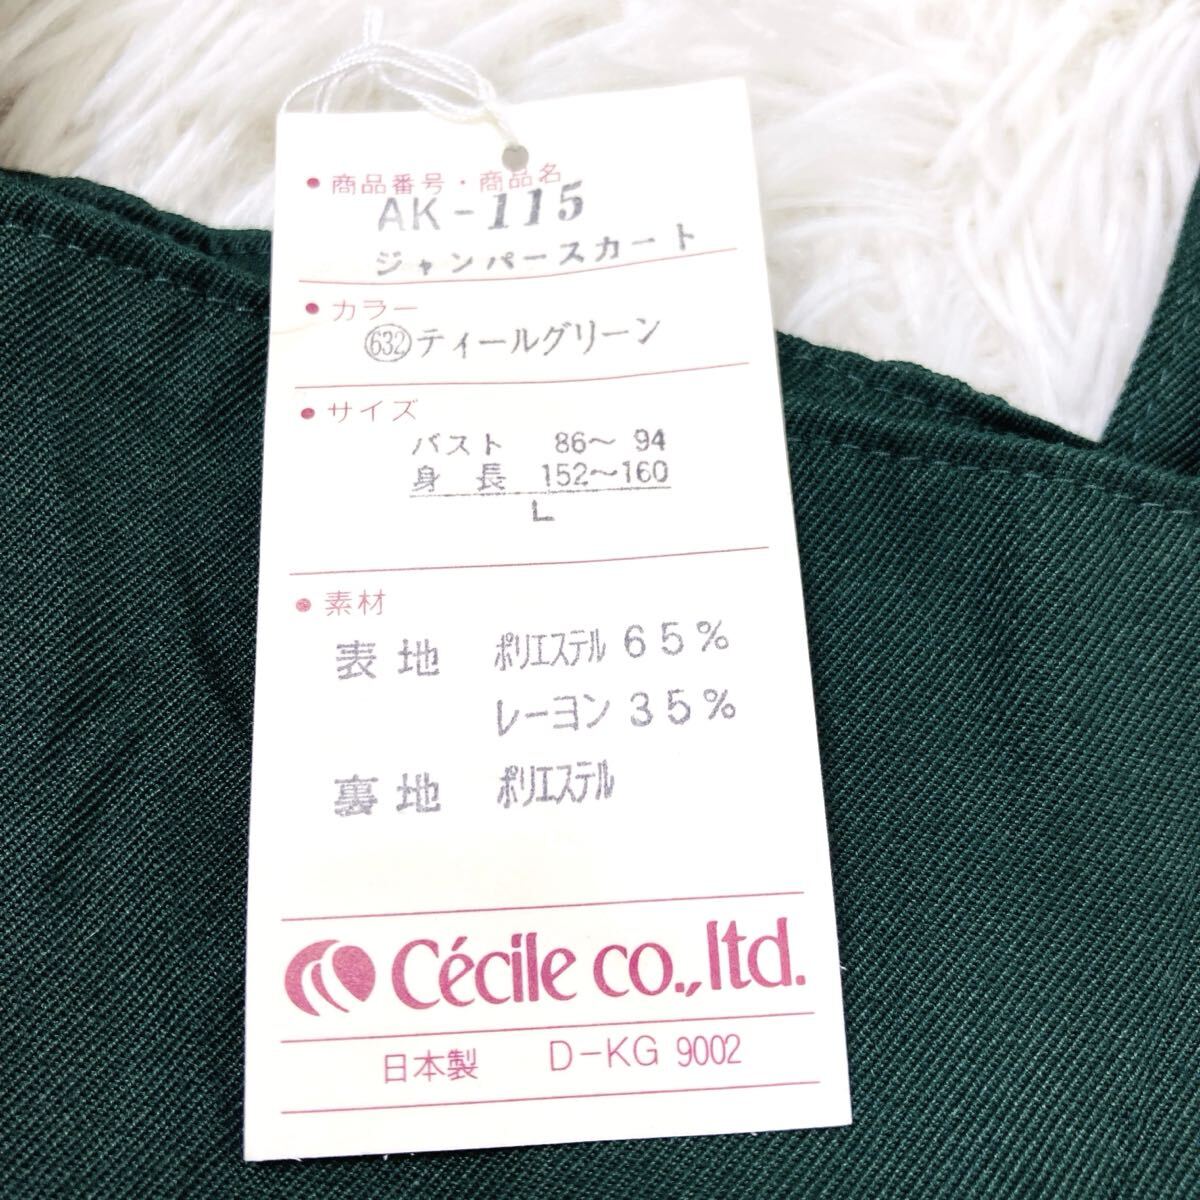 • 商品番号・商品名
AK-115
ジャンパースカート
• カラー
632 ティールグリーン
• サイズ
バスト 86～94
身長 152～160
L
• 素材
表地 ポリエステル 65%
レーヨン 35%
裏地 ポリエステル
Cécile co.,ltd.
日本製 D-KG 9002